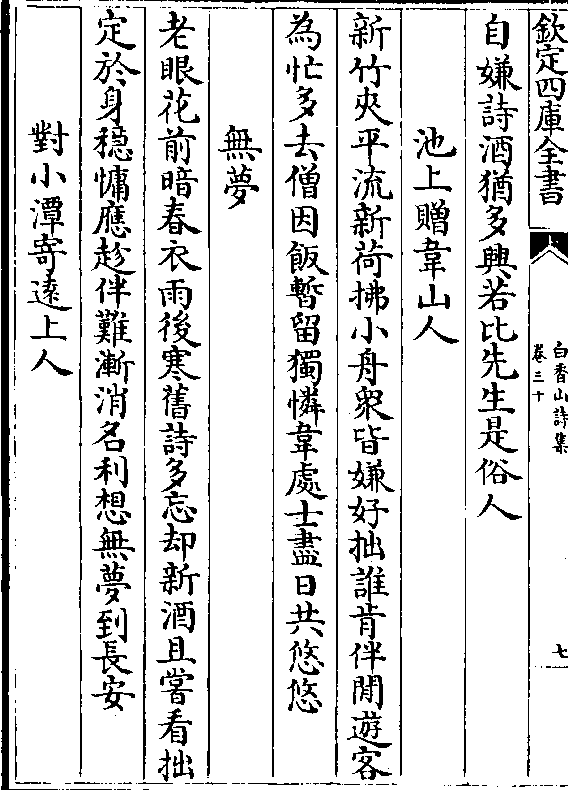 欽定四庫全書
白香山詩集
卷三十
七
自嫌詩酒猶多興若比先生是俗人
池上贈韋山人
新竹夾平流新荷拂小舟衆皆嫌好拙誰肯伴閒遊客
為忙多去僧因飯暫留獨憐韋處士盡日共悠悠
無夢
老眼花前暗春衣雨後寒舊詩多忘却新酒且嘗看拙
定於身穩慵應趁伴難漸消名利想無夢到長安
對小潭寄逺上人